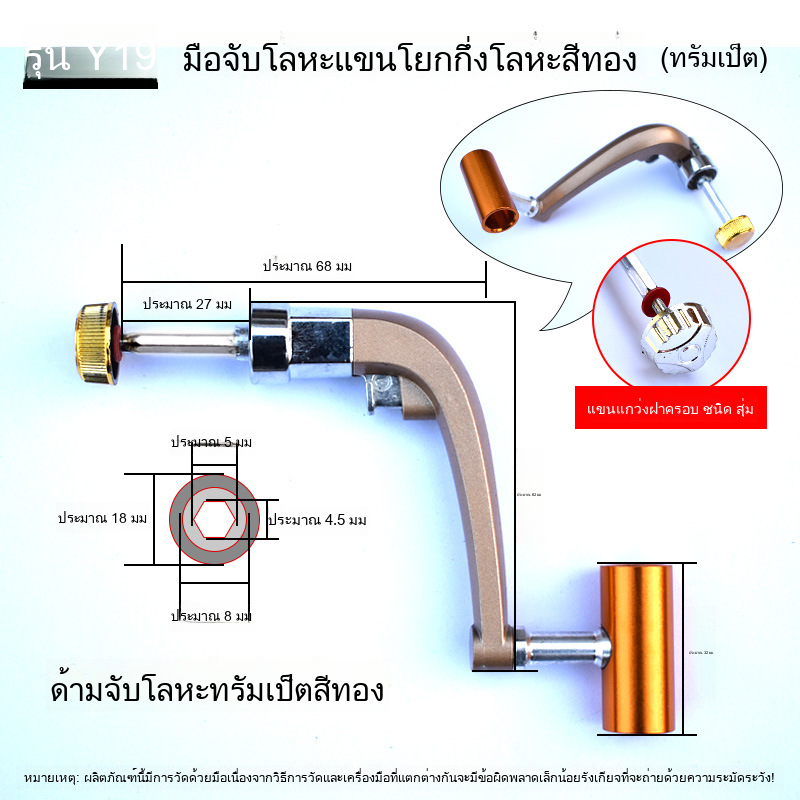 รุ่น Y19
มือจับโลหะแขนโยกกึ่งโลหะสีทอง (ทรัมเป็ต)
ประมาณ 68 มม
ประมาณ 27 มม
แขนแกว่งฝาครอบ ชนิด สุ่ม
ประมาณ 5 มม
ประมาณ 18 มม
ประมาณ 4.5 มม
ประมาณ 8 มม
ด้ามจับโลหะทรัมเป็ตสีทอง
หมายเหตุ: ผลิตภัณฑ์นี้มีการวัดด้วยมือเนื่องจากวิธีการวัดและเครื่องมือที่แตกต่างกันจะมีข้อผิดพลาดเล็กน้อยรังเกียจที่จะถ่ายด้วยความระมัดระวัง!